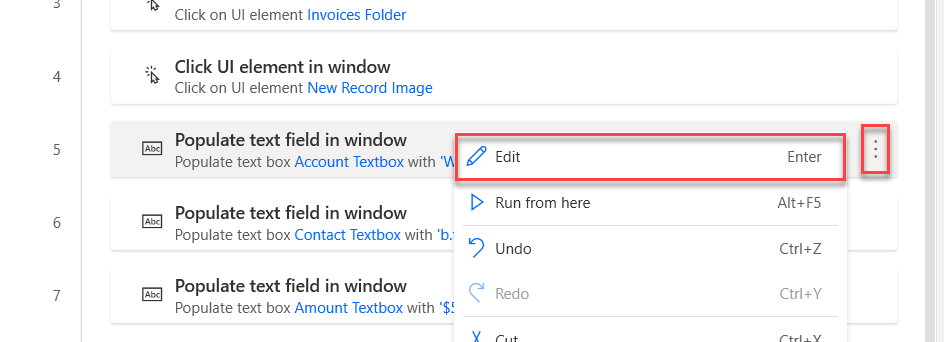 3
Click on UI element Invoices Folder
4
Click UI element in window
Click on UI element New Record Image
5
Abc
Populate text field in window
Populate text box Account Textbox with 'W
Edit Enter
Run from here Alt+F5
6
Abc
Populate text field in window
Populate text box Contact Textbox with 'b.
Undo Ctrl+Z
Redo Ctrl+Y
7
Abc
Populate text field in window
Populate text box Amount Textbox with '$5
Cut Ctrl+X